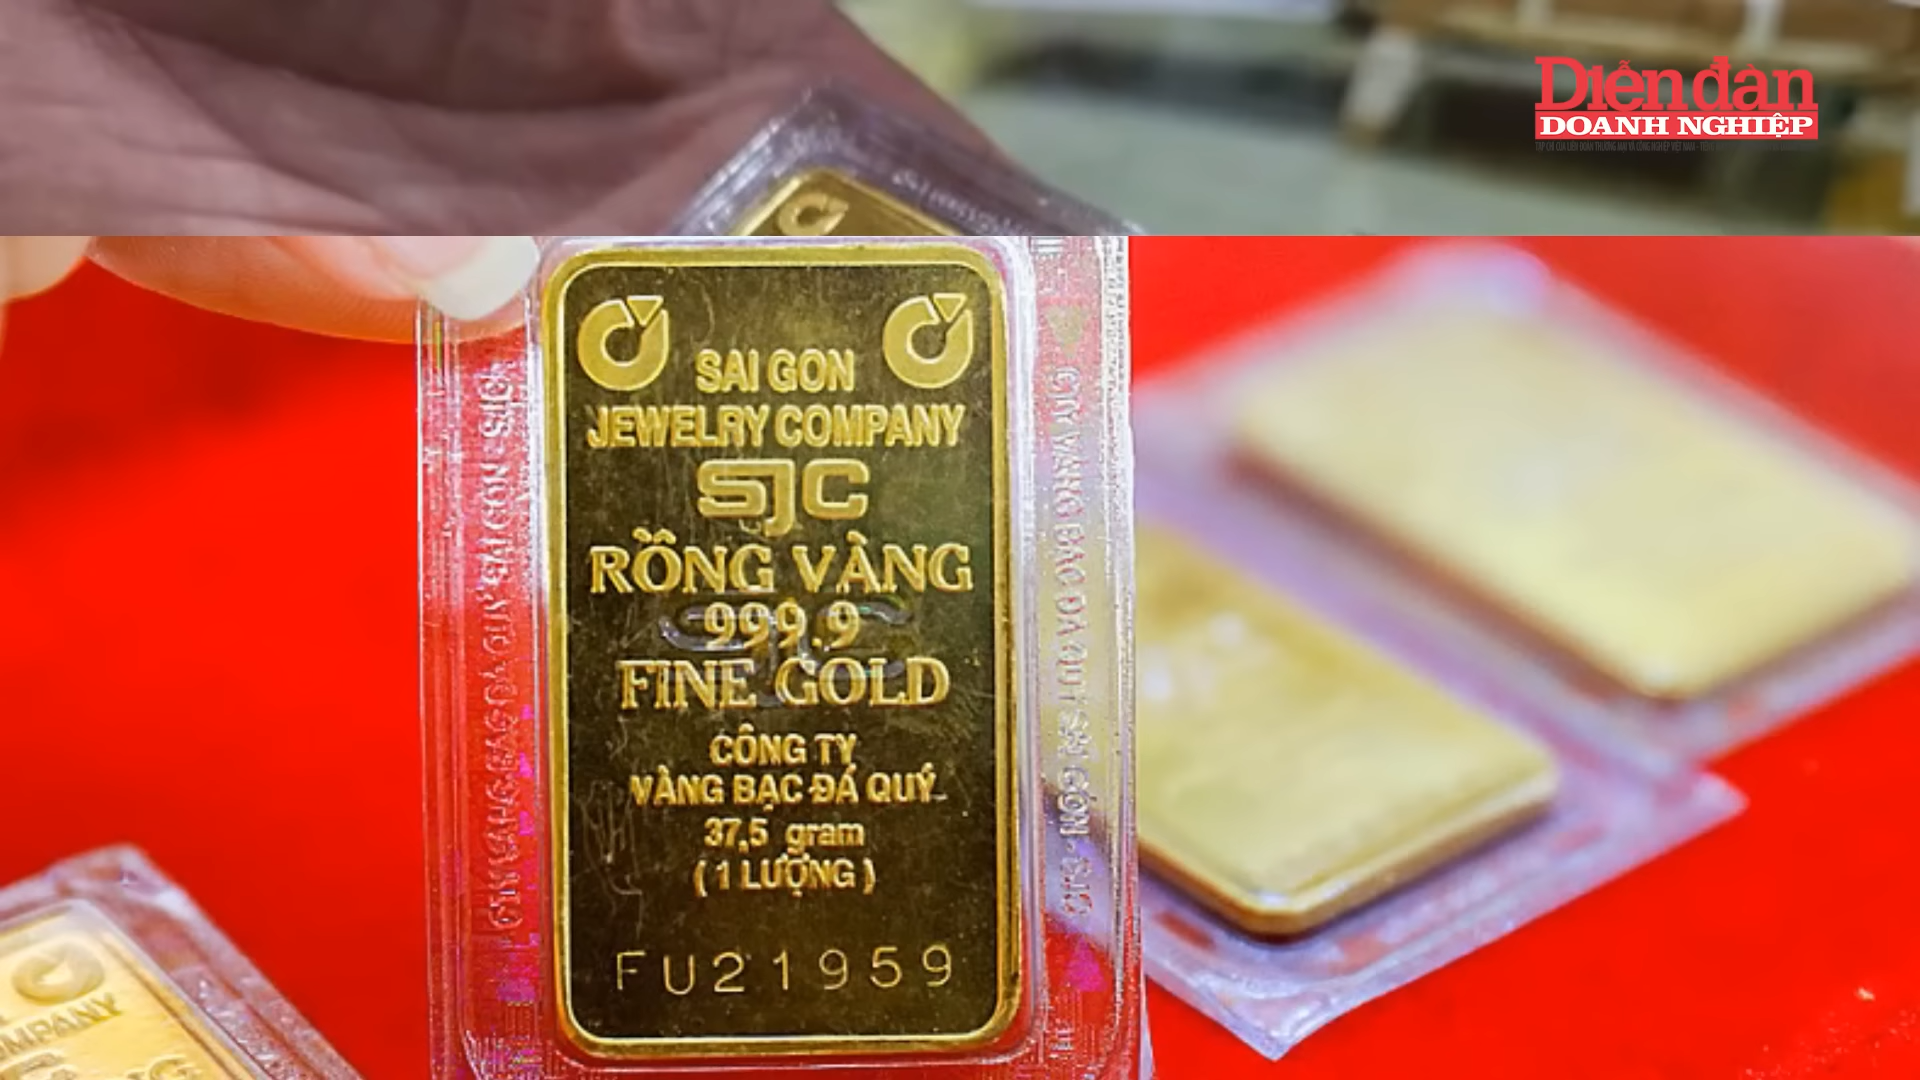 Diễn đàn
DOANH NGHIỆP
SAI GON
JEWELRY COMPANY
SJC
RỒNG VÀNG
999.9
FINE GOLD
CÔNG TY
VÀNG BẠC ĐÁ QUÝ
37,5 gram
(1 LƯỢNG)
FU21959
OMPANY